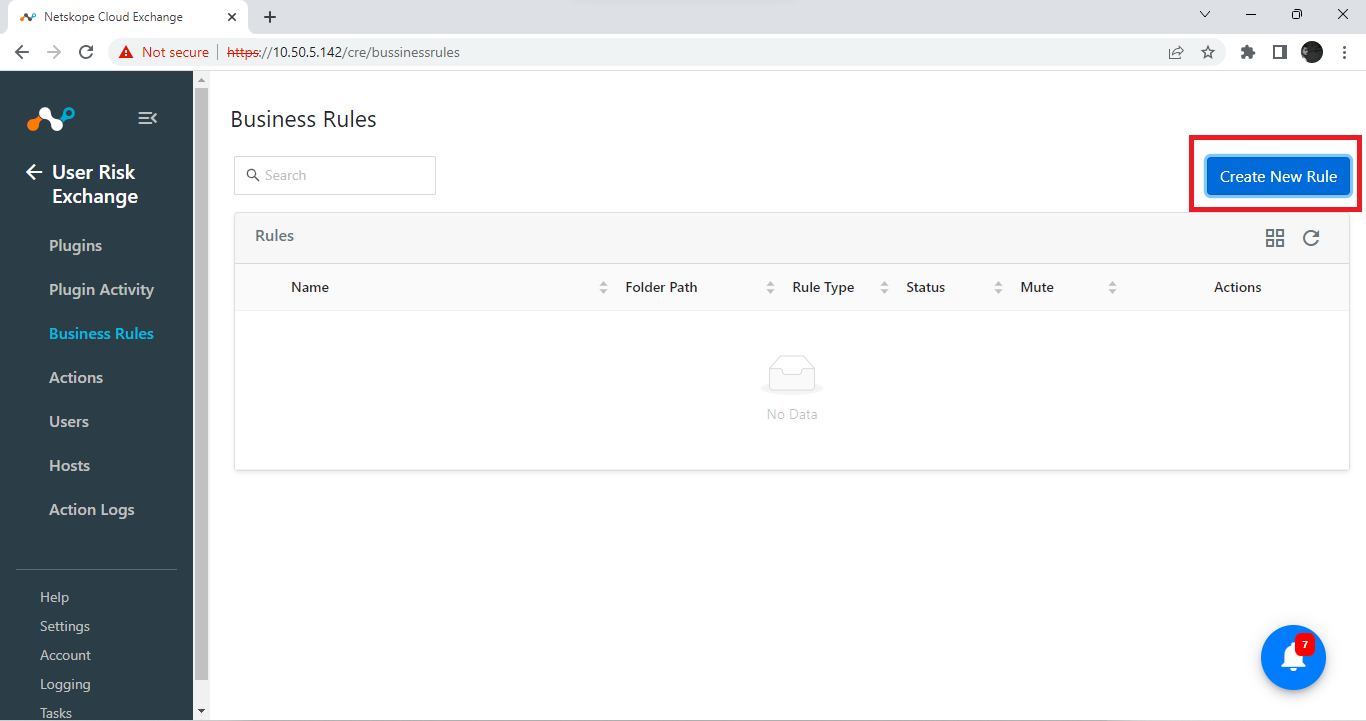 Netskope Cloud Exchange
Not secure
https://10.50.5.142/cre/bussinessrules
User Risk
Exchange
Plugins
Plugin Activity
Business Rules
Actions
Users
Hosts
Action Logs
Help
Settings
Account
Logging
Tasks
Business Rules
Search
Create New Rule
Rules
Name
Folder Path
Rule Type
Status
Mute
Actions
No Data
7